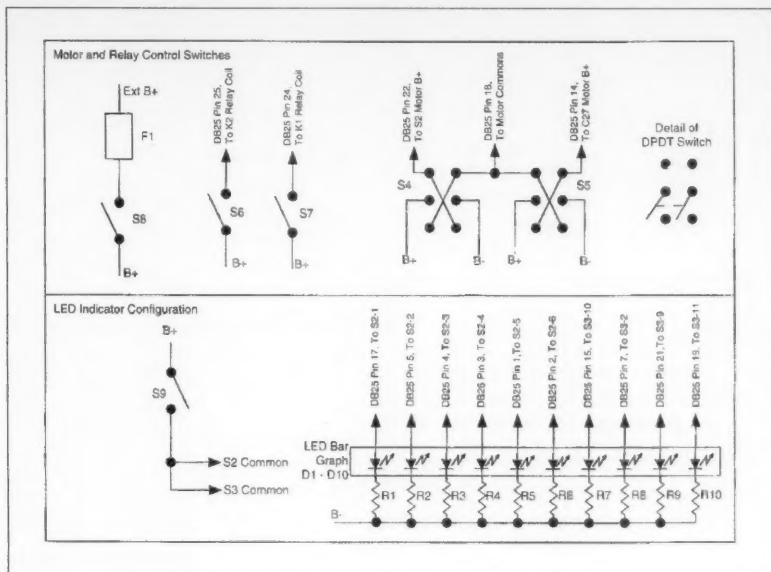 Motor and Relay Control Switches
Ext B+
F1
S8
B+
DB25 Pin 25,
To K2 Relay Coil
S6
B+
DB25 Pin 24,
To K1 Relay Coil
S7
B+
DB25 Pin 22,
To S2 Motor B+
DB25 Pin 18,
To Motor Commons
DB25 Pin 14,
To C27 Motor B+
S4
S5
B+
B-
B+
B-
Detail of
DPDT Switch
LED Indicator Configuration
B+
S9
S2 Common
S3 Common
DB25 Pin 17, To S2-1
DB25 Pin 5, To S2-2
DB25 Pin 4, To S2-3
DB25 Pin 3, To S2-4
DB25 Pin 1, To S2-5
DB25 Pin 2, To S2-6
DB25 Pin 15, To S3-10
DB25 Pin 7, To S3-2
DB25 Pin 21, To S3-9
DB25 Pin 19, To S3-11
LED Bar
Graph
D1 - D10
R1
R2
R3
R4
R5
R6
R7
R8
R9
R10
B-